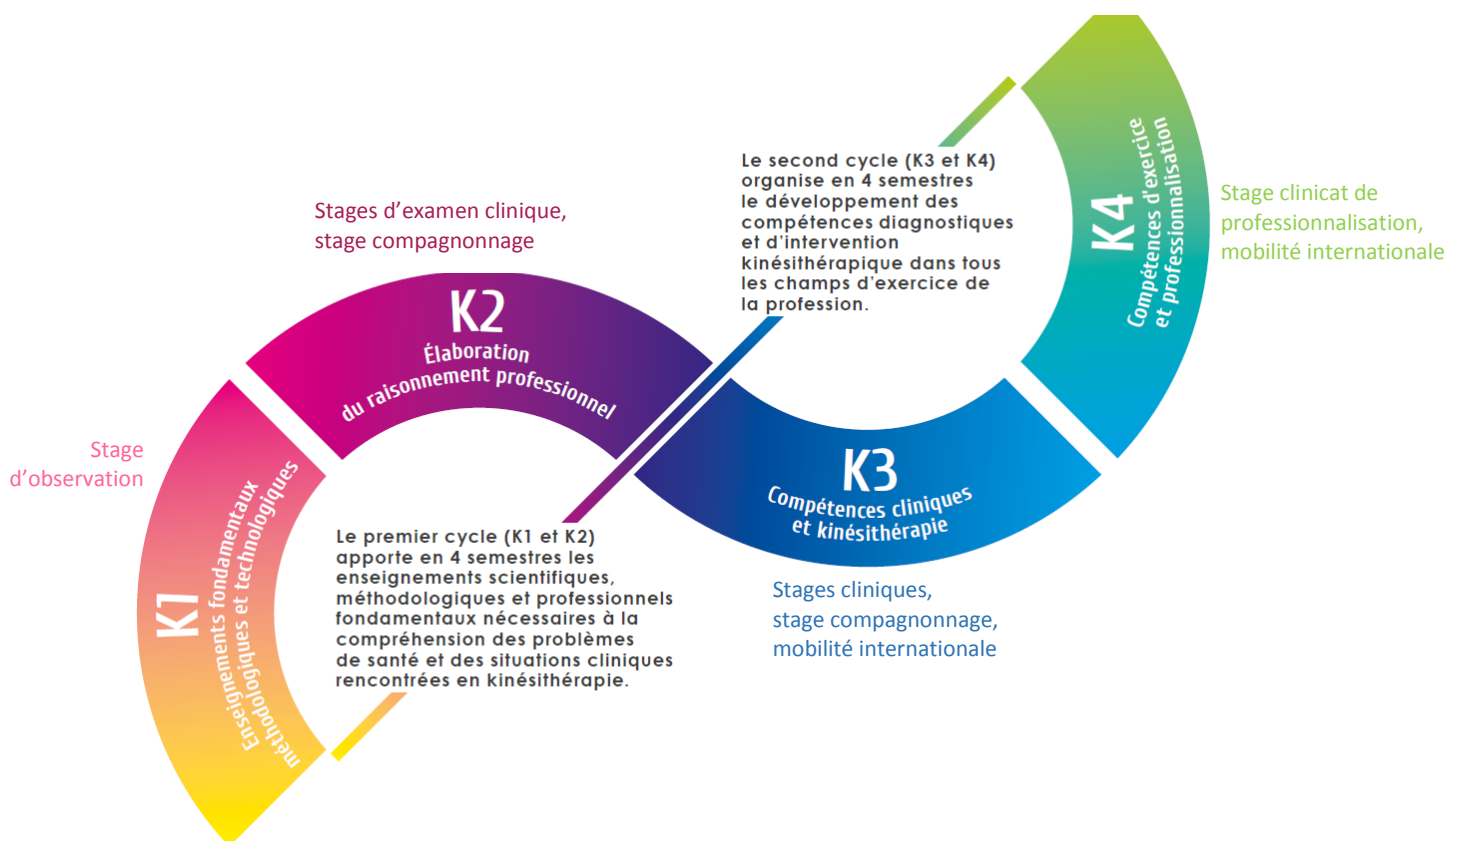 Stage
d’observation
K1
Enseignements fondamentaux
méthodologiques et technologiques
Le premier cycle (K1 et K2)
apporte en 4 semestres les
enseignements scientifiques,
méthodologiques et professionnels
fondamentaux nécessaires à la
compréhension des problèmes
de santé et des situations cliniques
rencontrées en kinésithérapie.
Stages d’examen clinique,
stage compagnonnage
K2
Élaboration
du raisonnement professionnel
Le second cycle (K3 et K4)
organise en 4 semestres
le développement des
compétences diagnostiques
et d’intervention
kinésithérapique dans tous
les champs d’exercice de
la profession.
K3
Compétences cliniques
et kinésithérapie
Stages cliniques,
stage compagnonnage,
mobilité internationale
K4
Compétences d'exercice
et professionnalisation
Stage clinicat de
professionnalisation,
mobilité internationale